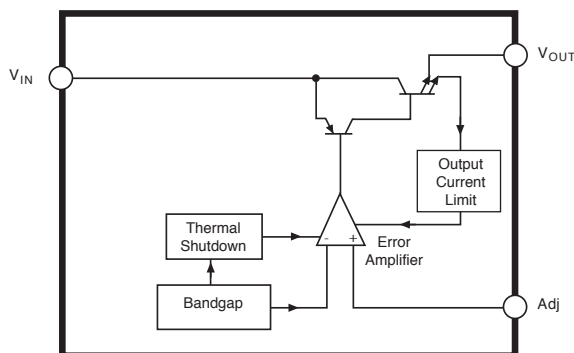 V_IN
V_OUT
Output
Current
Limit
Thermal
Shutdown
- +
Error
Amplifier
Bandgap
Adj